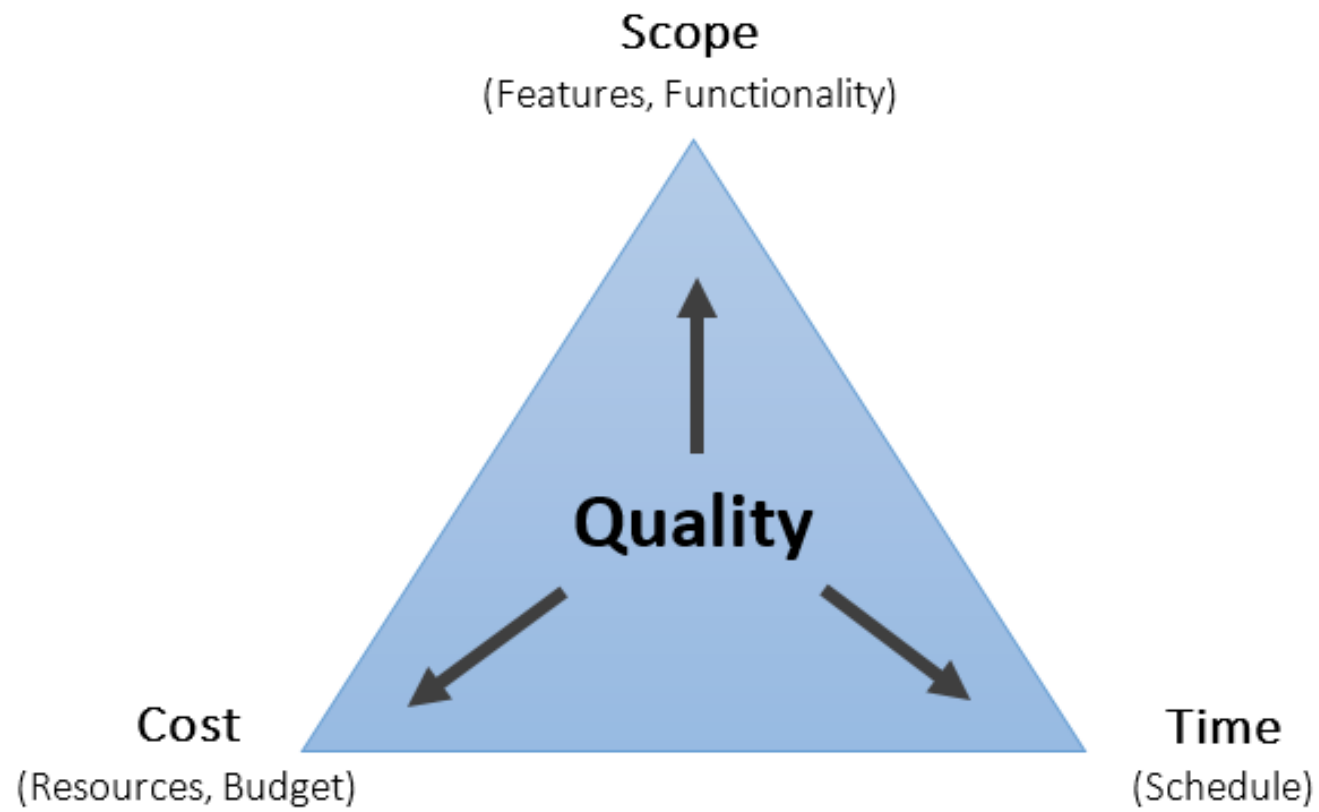 Scope
(Features, Functionality)
Quality
Cost
(Resources, Budget)
Time
(Schedule)